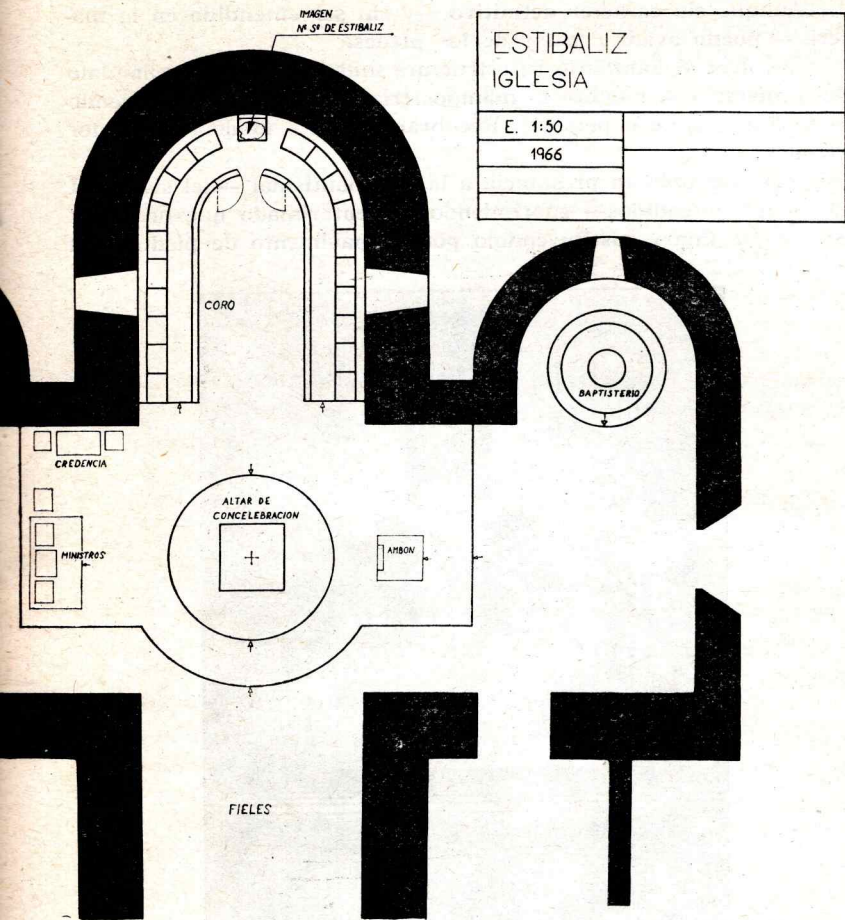 IMAGEN
Nª Sª DE ESTIBALIZ
ESTIBALIZ
IGLESIA
E. 1:50
1966
CORO
BAPTISTERIO
CREDENCIA
ALTAR DE
CONCELEBRACION
MINISTROS
AMBON
FIELES